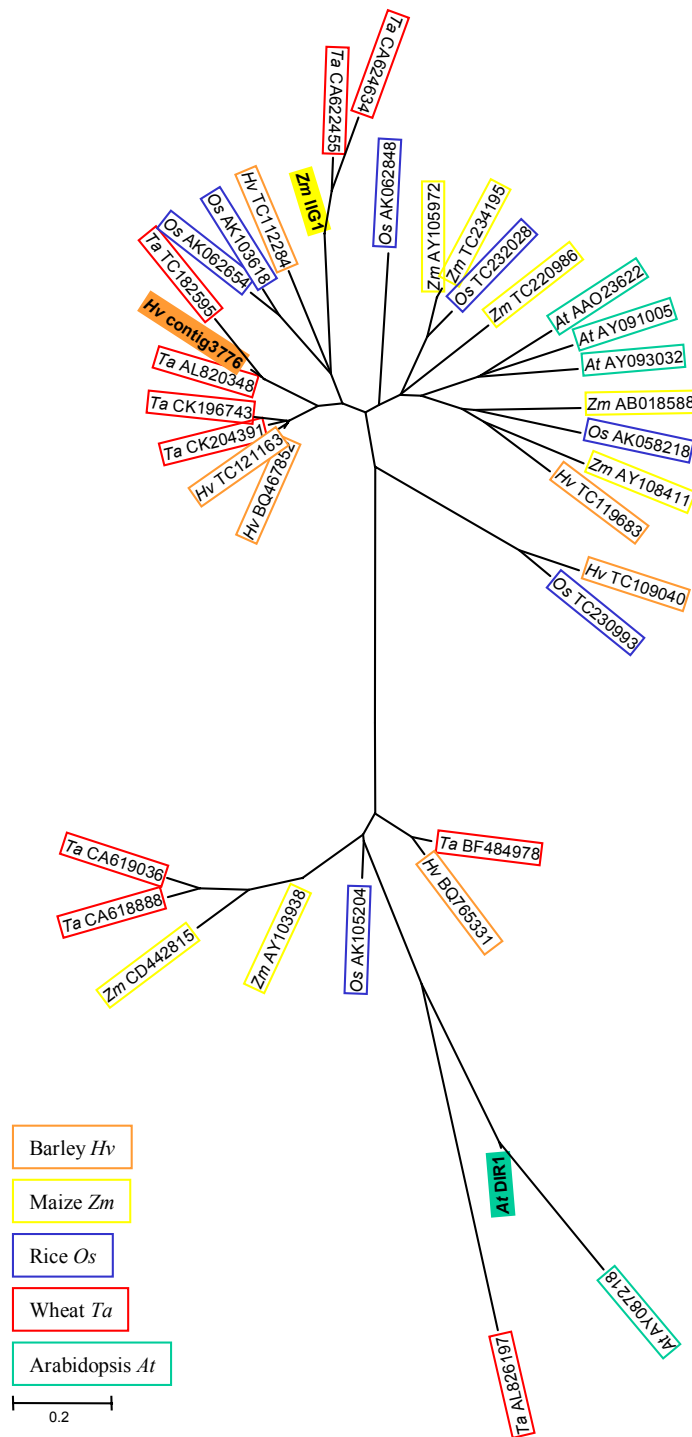 Ta CA624634
Ta CA622455
Zm IIG1
Os AK062848
Hv TC112284
Os AK103618
Os AK062654
Ta TC182595
Hv contig3776
Ta AL820348
Ta CK196743
Ta CK204391
Hv TC121163
Hv BQ467852
Zm AY105972
Zm TC234195
Os TC232028
Zm TC220986
At AAO23622
At AY091005
At AY093032
Zm AB018588
Os AK058218
Zm AY108411
Hv TC119683
Hv TC109040
Os TC230993
Ta CA619036
Ta CA618888
Zm CD442815
Zm AY103938
Os AK105204
Ta BF484978
Hv BQ765331
At DIR1
At AY087218
Ta AL826197
Barley Hv
Maize Zm
Rice Os
Wheat Ta
Arabidopsis At
0.2